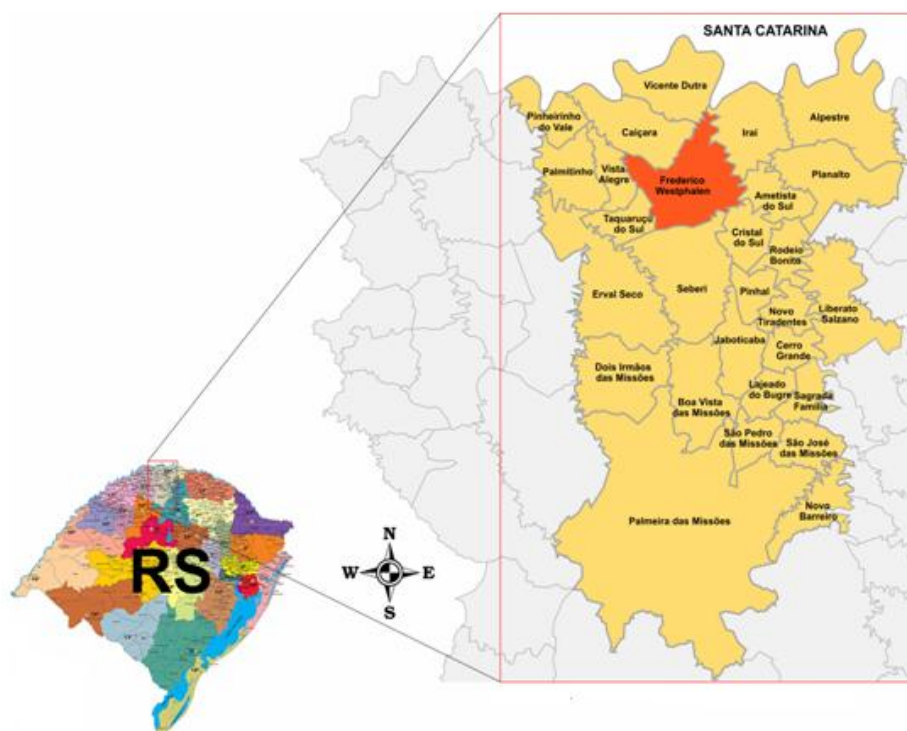 SANTA CATARINA
Vicente Dutra
Pinheirinho
do Vale
Caiçara
Iraí
Alpestre
Palmitinho
Vista
Alegre
Frederico
Westphalen
Planalto
Ametista
do Sul
Taquaruçú
do Sul
Cristal
do Sul
Rodeio
Bonito
Erval Seco
Seberi
Pinhal
Novo
Tiradentes
Liberato
Salzano
Jaboticaba
Cerro
Grande
Dois Irmãos
das Missões
Lajeado
do Bugre
Sagrada
Família
Boa Vista
das Missões
São Pedro
das Missões
São José
das Missões
Palmeira das Missões
Novo
Barreiro
RS
N
W
E
S